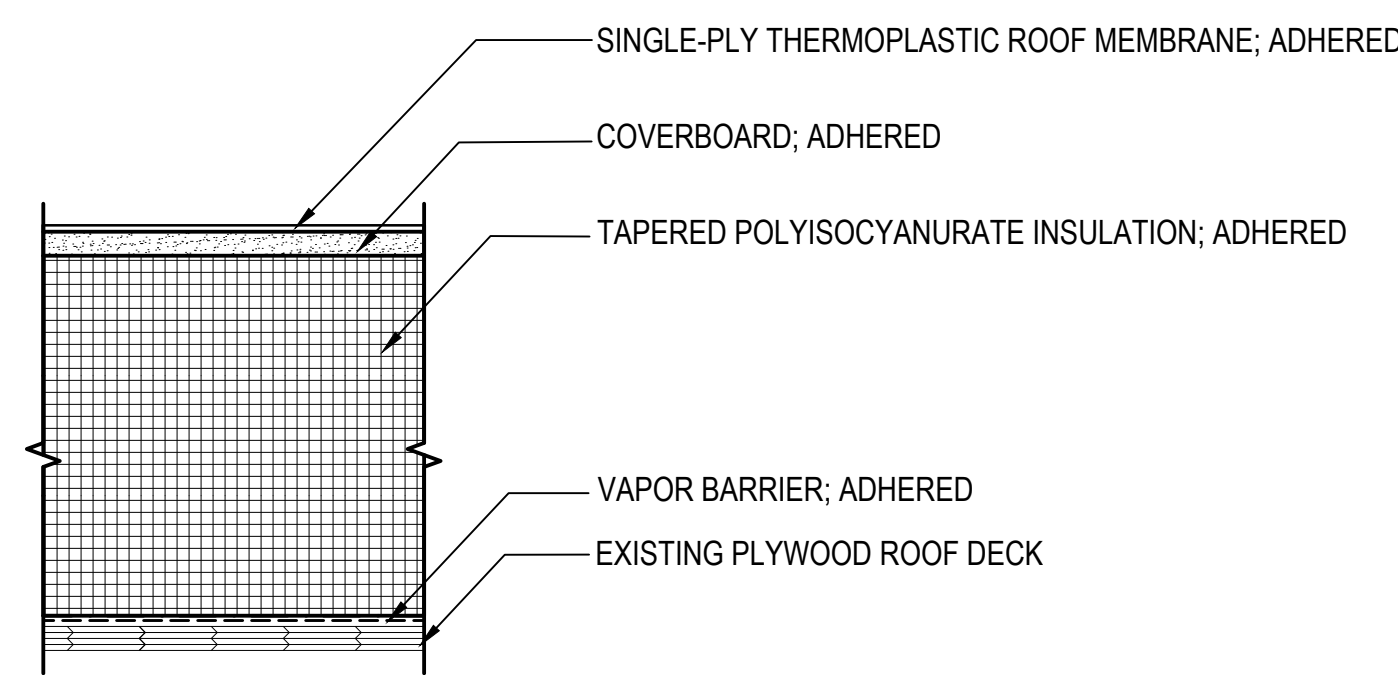 SINGLE-PLY THERMOPLASTIC ROOF MEMBRANE; ADHERED
COVERBOARD; ADHERED
TAPERED POLYISOCYANURATE INSULATION; ADHERED
VAPOR BARRIER; ADHERED
EXISTING PLYWOOD ROOF DECK